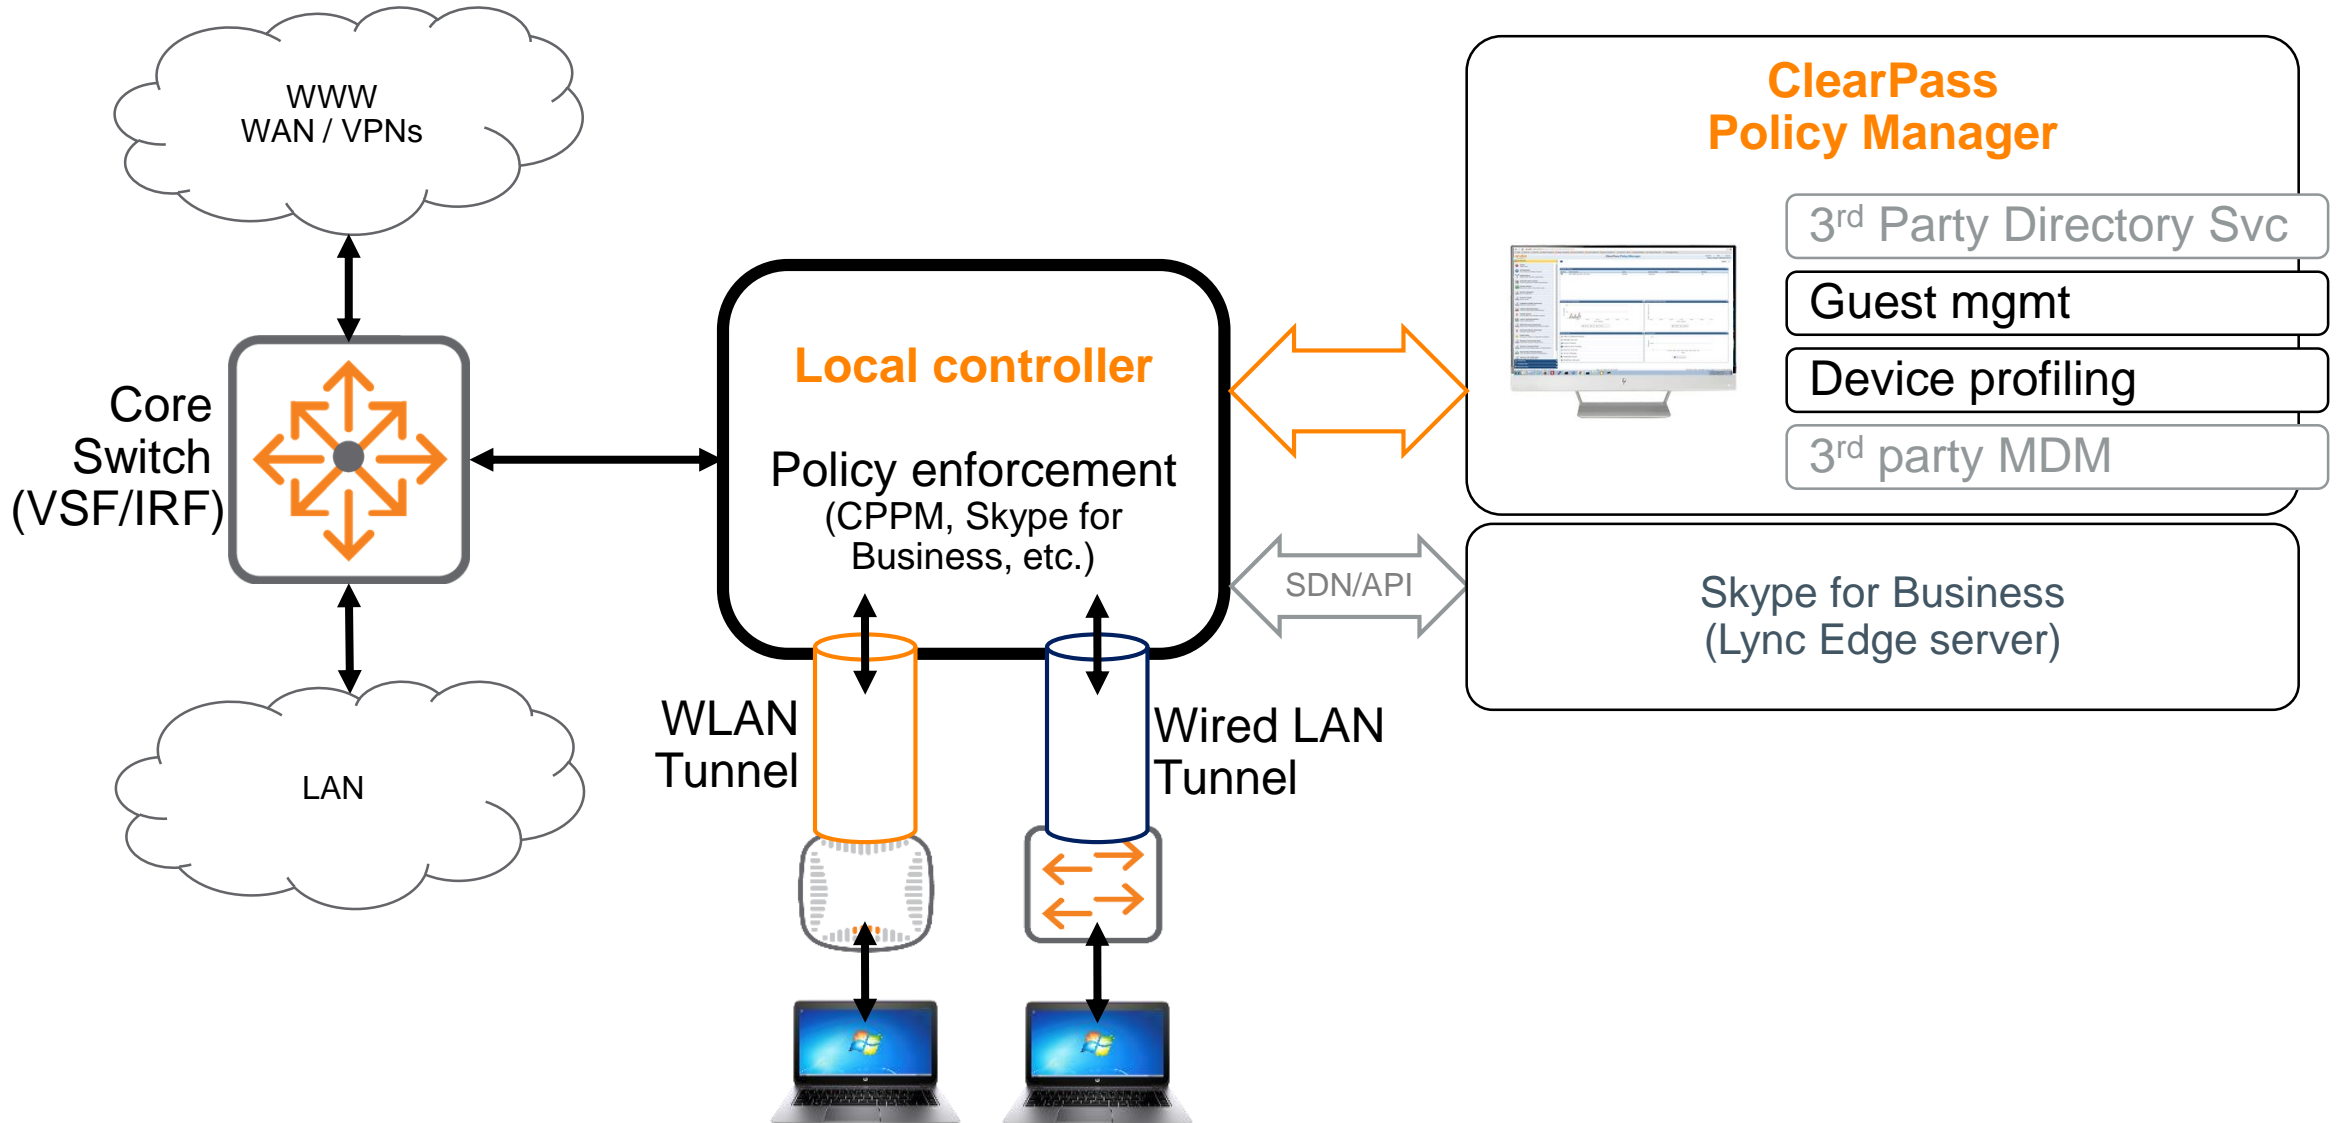 WWW
WAN / VPNs
Core
Switch
(VSF/IRF)
LAN
Local controller
Policy enforcement
(CPPM, Skype for
Business, etc.)
WLAN
Tunnel
Wired LAN
Tunnel
SDN/API
ClearPass
Policy Manager
3rd Party Directory Svc
Guest mgmt
Device profiling
3rd party MDM
Skype for Business
(Lync Edge server)